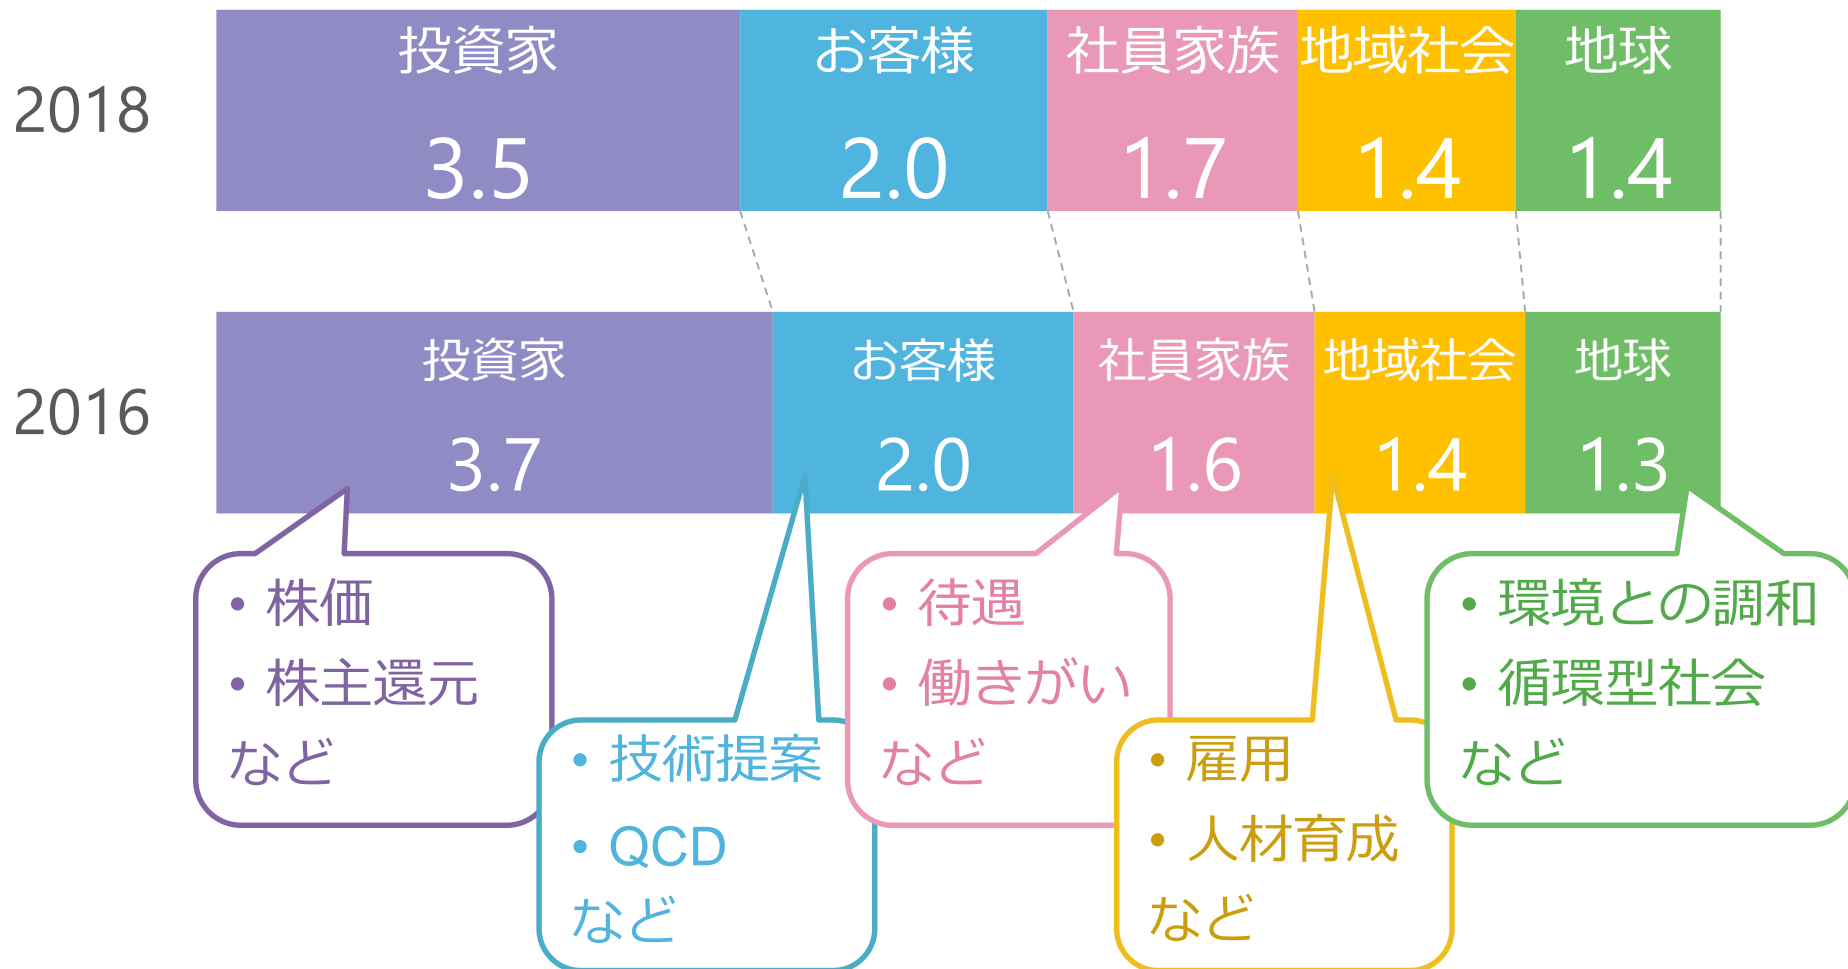 2018
投資家
お客様
社員家族
地域社会
地球
3.5
2.0
1.7
1.4
1.4
2016
投資家
お客様
社員家族
地域社会
地球
3.7
2.0
1.6
1.4
1.3
• 株価
• 株主還元
など
• 技術提案
• QCD
など
• 待遇
• 働きがい
など
• 雇用
• 人材育成
など
• 環境との調和
• 循環型社会
など